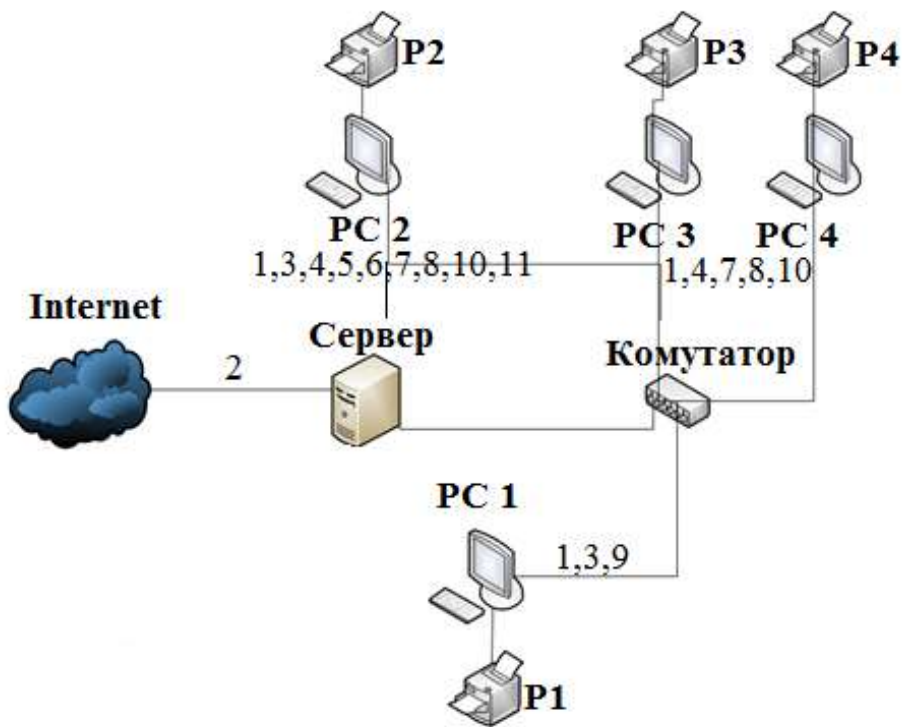 P2
P3
P4
PC 2
PC 3
PC 4
1,3,4,5,6,7,8,10,11
1,4,7,8,10
Internet
Сервер
Комутатор
2
PC 1
1,3,9
P1